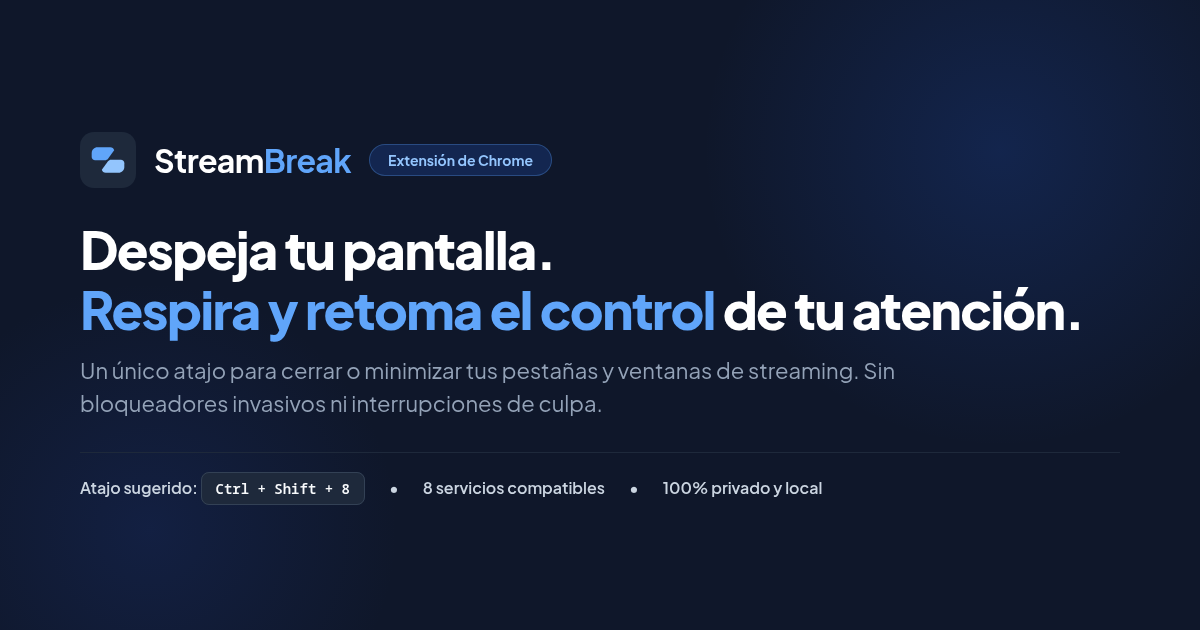 StreamBreak Extensión de Chrome
Despeja tu pantalla.
Respira y retoma el control de tu atención.
Un único atajo para cerrar o minimizar tus pestañas y ventanas de streaming. Sin
bloqueadores invasivos ni interrupciones de culpa.
Atajo sugerido: Ctrl + Shift + 8 • 8 servicios compatibles • 100% privado y local